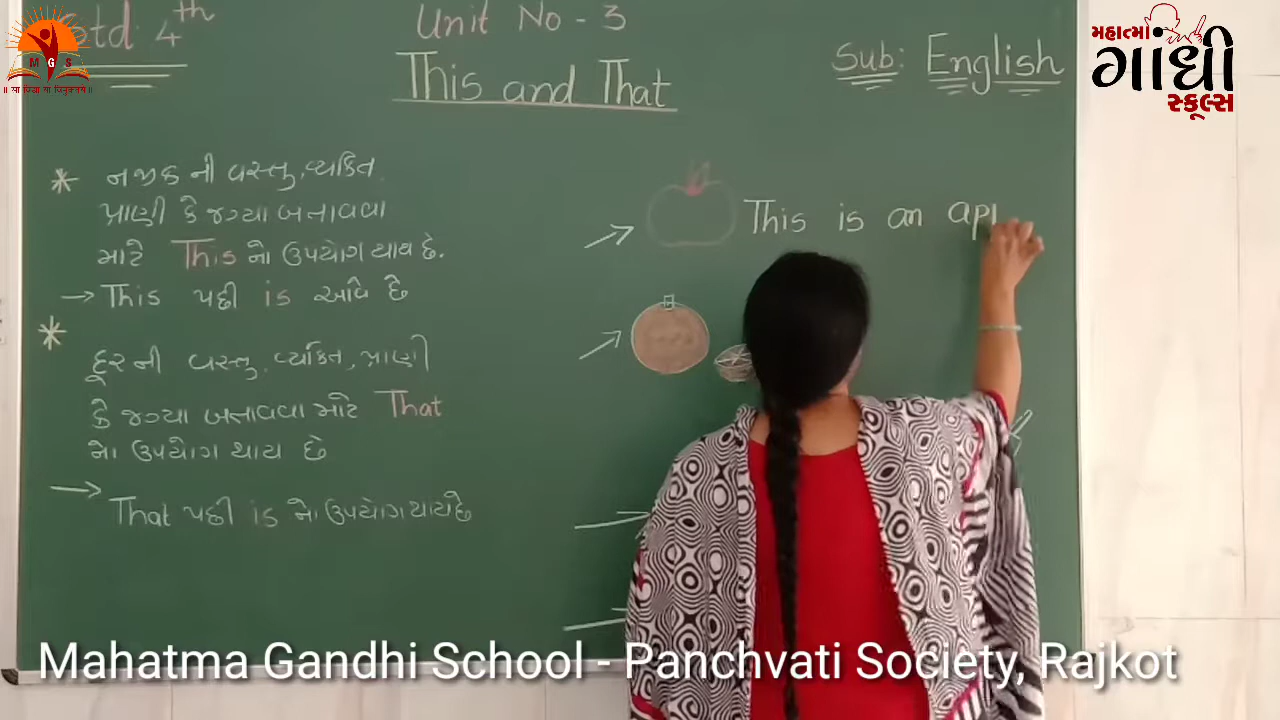 Std: 4th
Unit No - 3
This and That
Sub: English
M G S
મહાત્મા
ગાંધી
સ્કૂલ્સ
* નજીક ની વસ્તુ, વ્યકિત
પ્રાણી કે જગ્યા બતાવવા
માટે This નો ઉપયોગ થાય છે.
→ This પછી is આવે છે
* દૂર ની વસ્તુ, વ્યકિત, પ્રાણી
કે જગ્યા બતાવવા માટે That
નો ઉપયોગ થાય છે
→ That પછી is નો ઉપયોગ થાય છે
→ This is an app
→
→
→
Mahatma Gandhi School - Panchvati Society, Rajkot